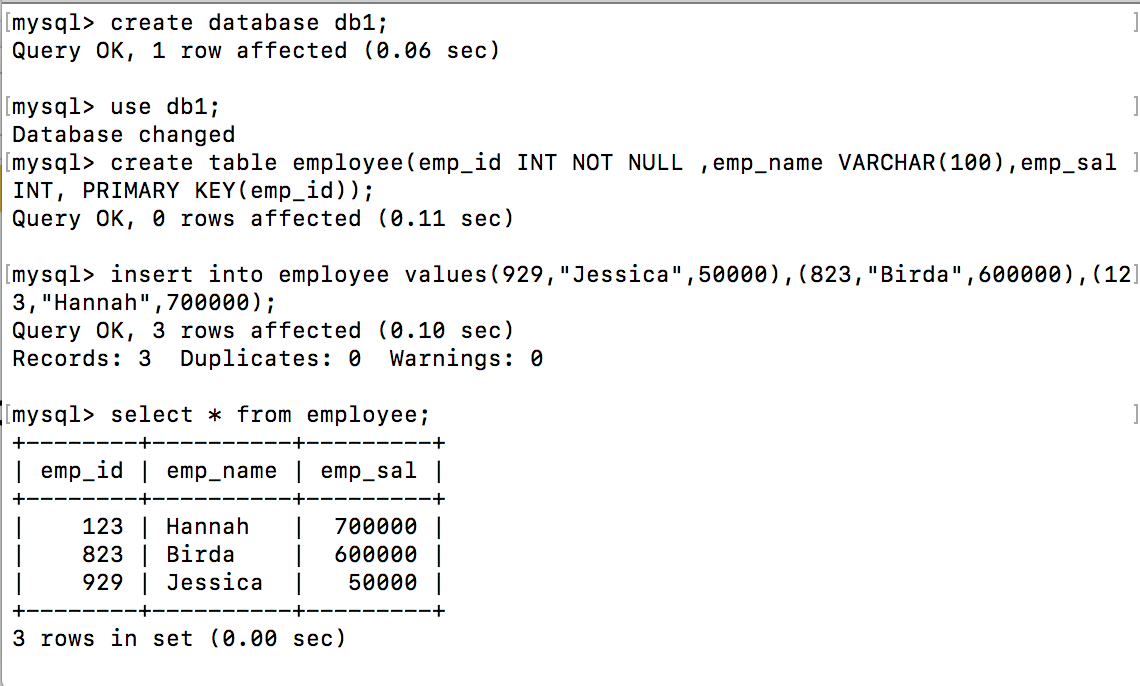 [mysql> create database db1; ]
Query OK, 1 row affected (0.06 sec)

[mysql> use db1; ]
Database changed
[mysql> create table employee(emp_id INT NOT NULL ,emp_name VARCHAR(100),emp_sal ]
INT, PRIMARY KEY(emp_id));
Query OK, 0 rows affected (0.11 sec)

[mysql> insert into employee values(929,"Jessica",50000),(823,"Birda",600000),(12]
3,"Hannah",700000);
Query OK, 3 rows affected (0.10 sec)
Records: 3  Duplicates: 0  Warnings: 0

[mysql> select * from employee; ]
+--------+----------+---------+
| emp_id | emp_name | emp_sal |
+--------+----------+---------+
|    123 | Hannah   |  700000 |
|    823 | Birda    |  600000 |
|    929 | Jessica  |   50000 |
+--------+----------+---------+
3 rows in set (0.00 sec)